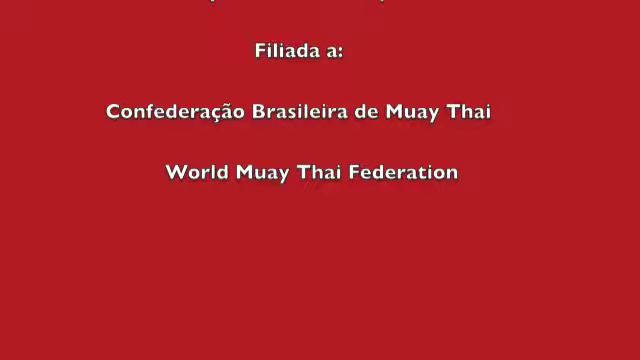 Filiada a:
Confederação Brasileira de Muay Thai
World Muay Thai Federation